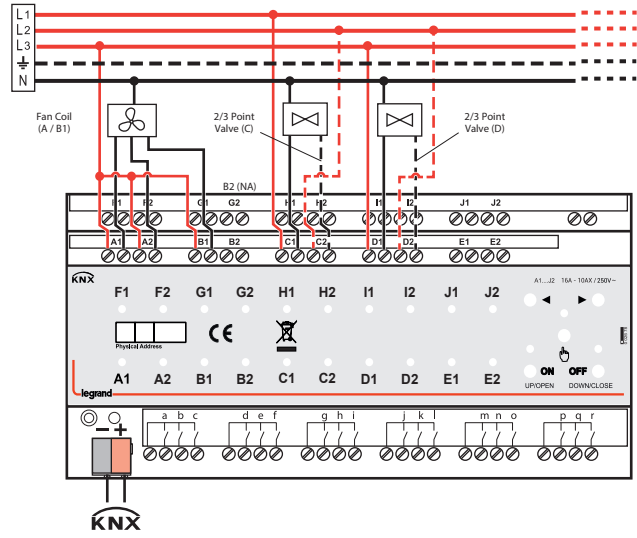 L1
L2
L3
N
Fan Coil
(A / B1)
2/3 Point
Valve (C)
2/3 Point
Valve (D)
B2 (NA)
F1 F2 G1 G2 H1 H2 I1 I2 J1 J2
A1 A2 B1 B2 C1 C2 D1 D2 E1 E2
KNX
A1....J2 16A - 10AX / 250V~
F1 F2 G1 G2 H1 H2 I1 I2 J1 J2
Physical Address
CE
A1 A2 B1 B2 C1 C2 D1 D2 E1 E2
ON OFF
UP/OPEN DOWN/CLOSE
legrand
a b c d e f g h i j k l m n o p q r
– +
KNX